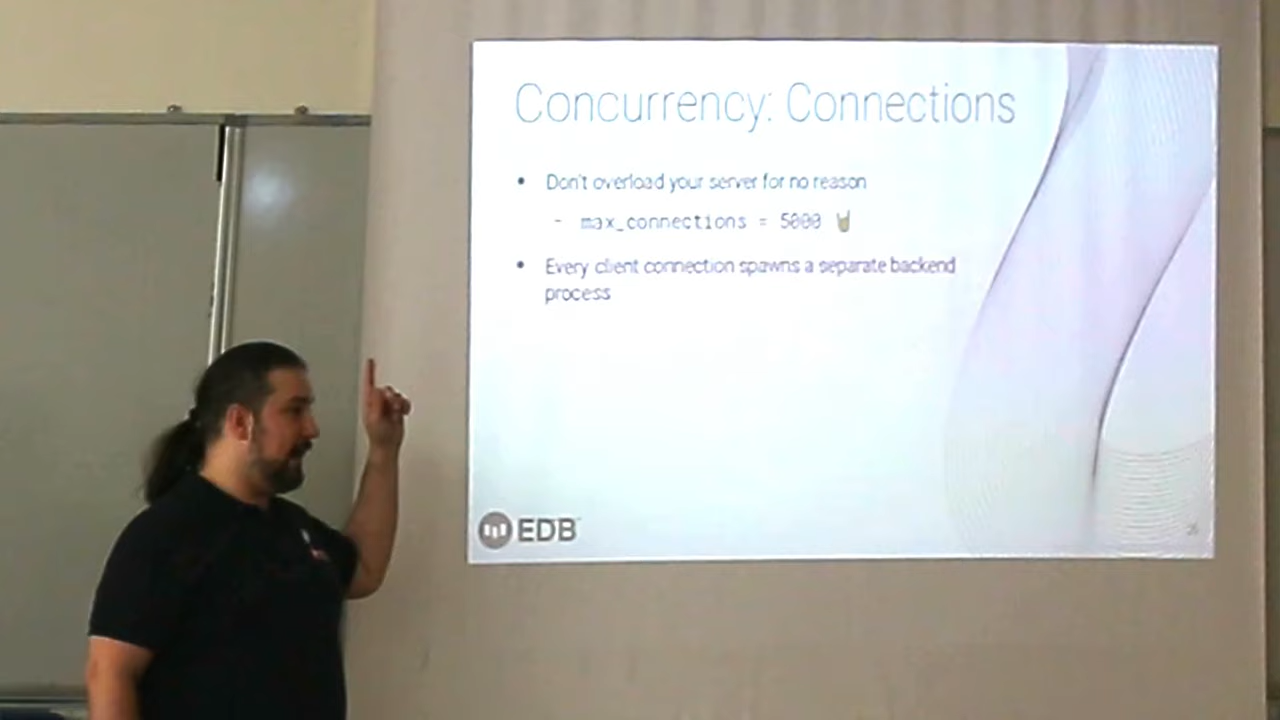 Concurrency: Connections
• Don't overload your server for no reason
- max_connections = 5000 🤘
• Every client connection spawns a separate backend
process
EDB